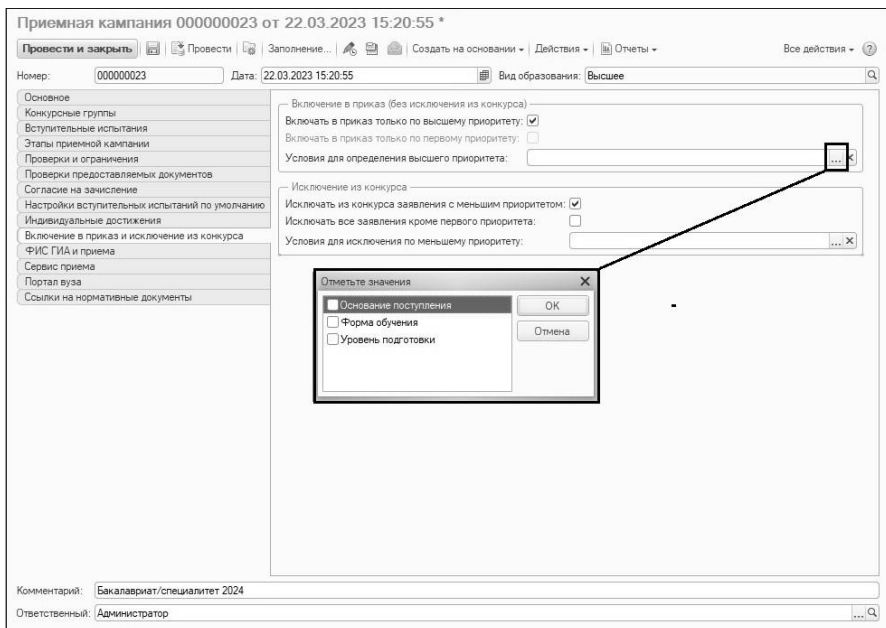 Приемная кампания 000000023 от 22.03.2023 15:20:55 *
Провести и закрыть Провести Заполнение... Создать на основании Действия Отчеты Все действия ?
Номер: 000000023 Дата: 22.03.2023 15:20:55 Вид образования: Высшее
Основное
Конкурсные группы
Вступительные испытания
Этапы приемной кампании
Проверки и ограничения
Проверки предоставляемых документов
Согласие на зачисление
Настройки вступительных испытаний по умолчанию
Индивидуальные достижения
Включение в приказ и исключение из конкурса
ФИС ГИА и приема
Сервис приема
Портал вуза
Ссылки на нормативные документы
Включение в приказ (без исключения из конкурса)
Включать в приказ только по высшему приоритету:
Включать в приказ только по первому приоритету:
Условия для определения высшего приоритета: ...
Исключение из конкурса
Исключать из конкурса заявления с меньшим приоритетом:
Исключать все заявления кроме первого приоритета:
Условия для исключения по меньшему приоритету: ... ×
Отметьте значения ×
Основание поступления
Форма обучения
Уровень подготовки
OK
Отмена
-
Комментарий: Бакалавриат/специалитет 2024
Ответственный: Администратор ...